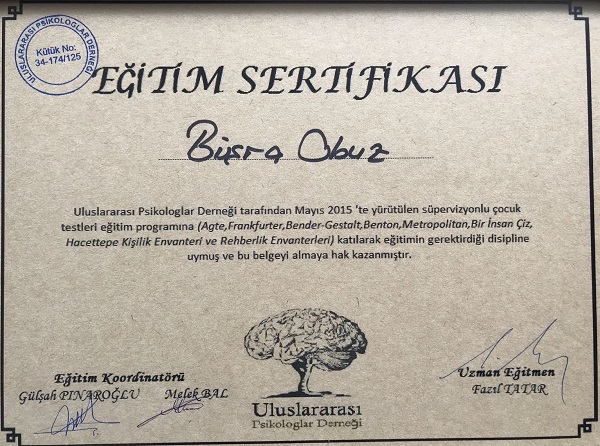 ULUSLARARASI PSİKOLOGLAR DERNEĞİ
Kütük No:
34-174/125
EĞİTİM SERTİFİKASI
Büşra Obuz
Uluslararası Psikologlar Derneği tarafından Mayıs 2015 'te yürütülen süpervizyonlu çocuk
testleri eğitim programına (Agte,Frankfurter,Bender-Gestalt,Benton,Metropolitan,Bir İnsan Çiz,
Hacettepe Kişilik Envanteri ve Rehberlik Envanterleri) katılarak eğitimin gerektirdiği disipline
uymuş ve bu belgeyi almaya hak kazanmıştır.
Eğitim Koordinatörü
Gülşah PINAROĞLU Melek BAL
Uzman Eğitmen
Fazıl TATAR
Uluslararası
Psikologlar Derneği